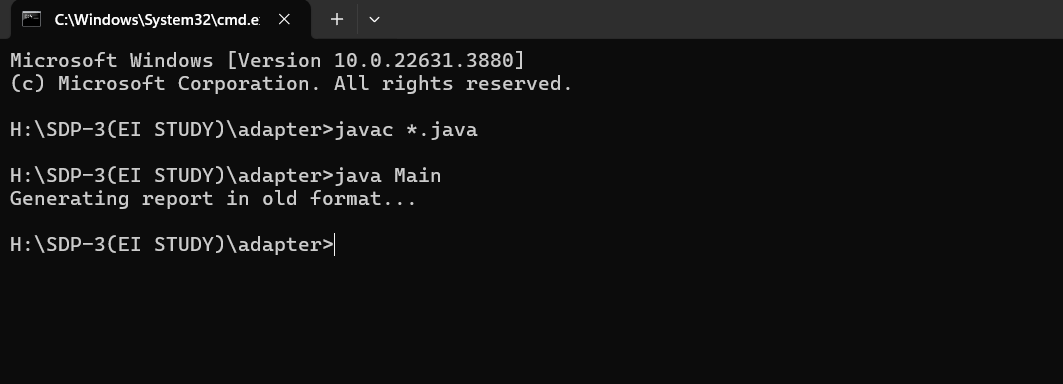 C:\Windows\System32\cmd.e
Microsoft Windows [Version 10.0.22631.3880]
(c) Microsoft Corporation. All rights reserved.
H:\SDP-3(EI STUDY)\adapter>javac *.java
H:\SDP-3(EI STUDY)\adapter>java Main
Generating report in old format...
H:\SDP-3(EI STUDY)\adapter>